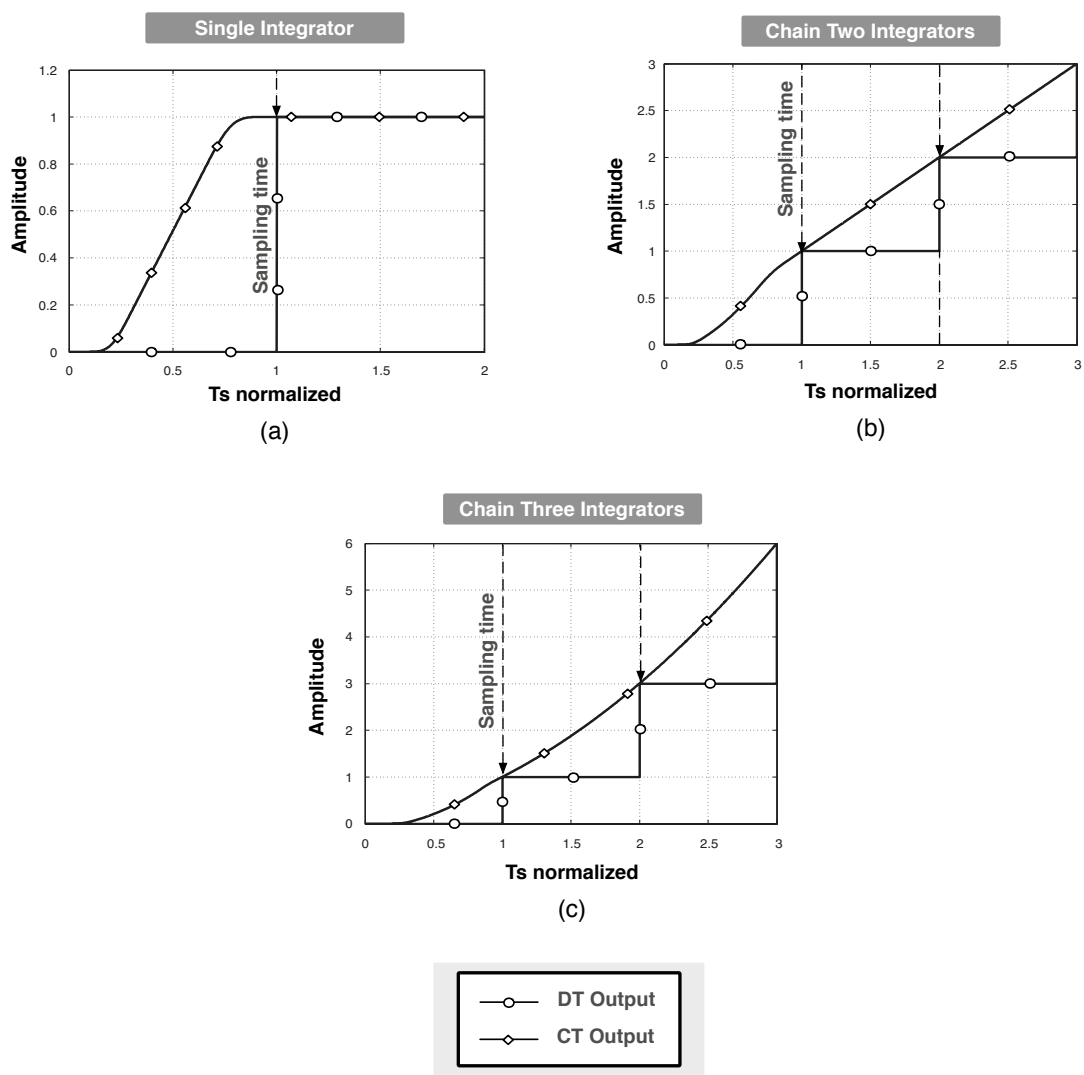 Single Integrator
1.2
1
0.8
0.6
0.4
0.2
0
Amplitude
Sampling time
0 0.5 1 1.5 2
Ts normalized
(a)
Chain Two Integrators
3
2.5
2
1.5
1
0.5
0
Amplitude
Sampling time
0 0.5 1 1.5 2 2.5 3
Ts normalized
(b)
Chain Three Integrators
6
5
4
3
2
1
0
Amplitude
Sampling time
0 0.5 1 1.5 2 2.5 3
Ts normalized
(c)
DT Output
CT Output